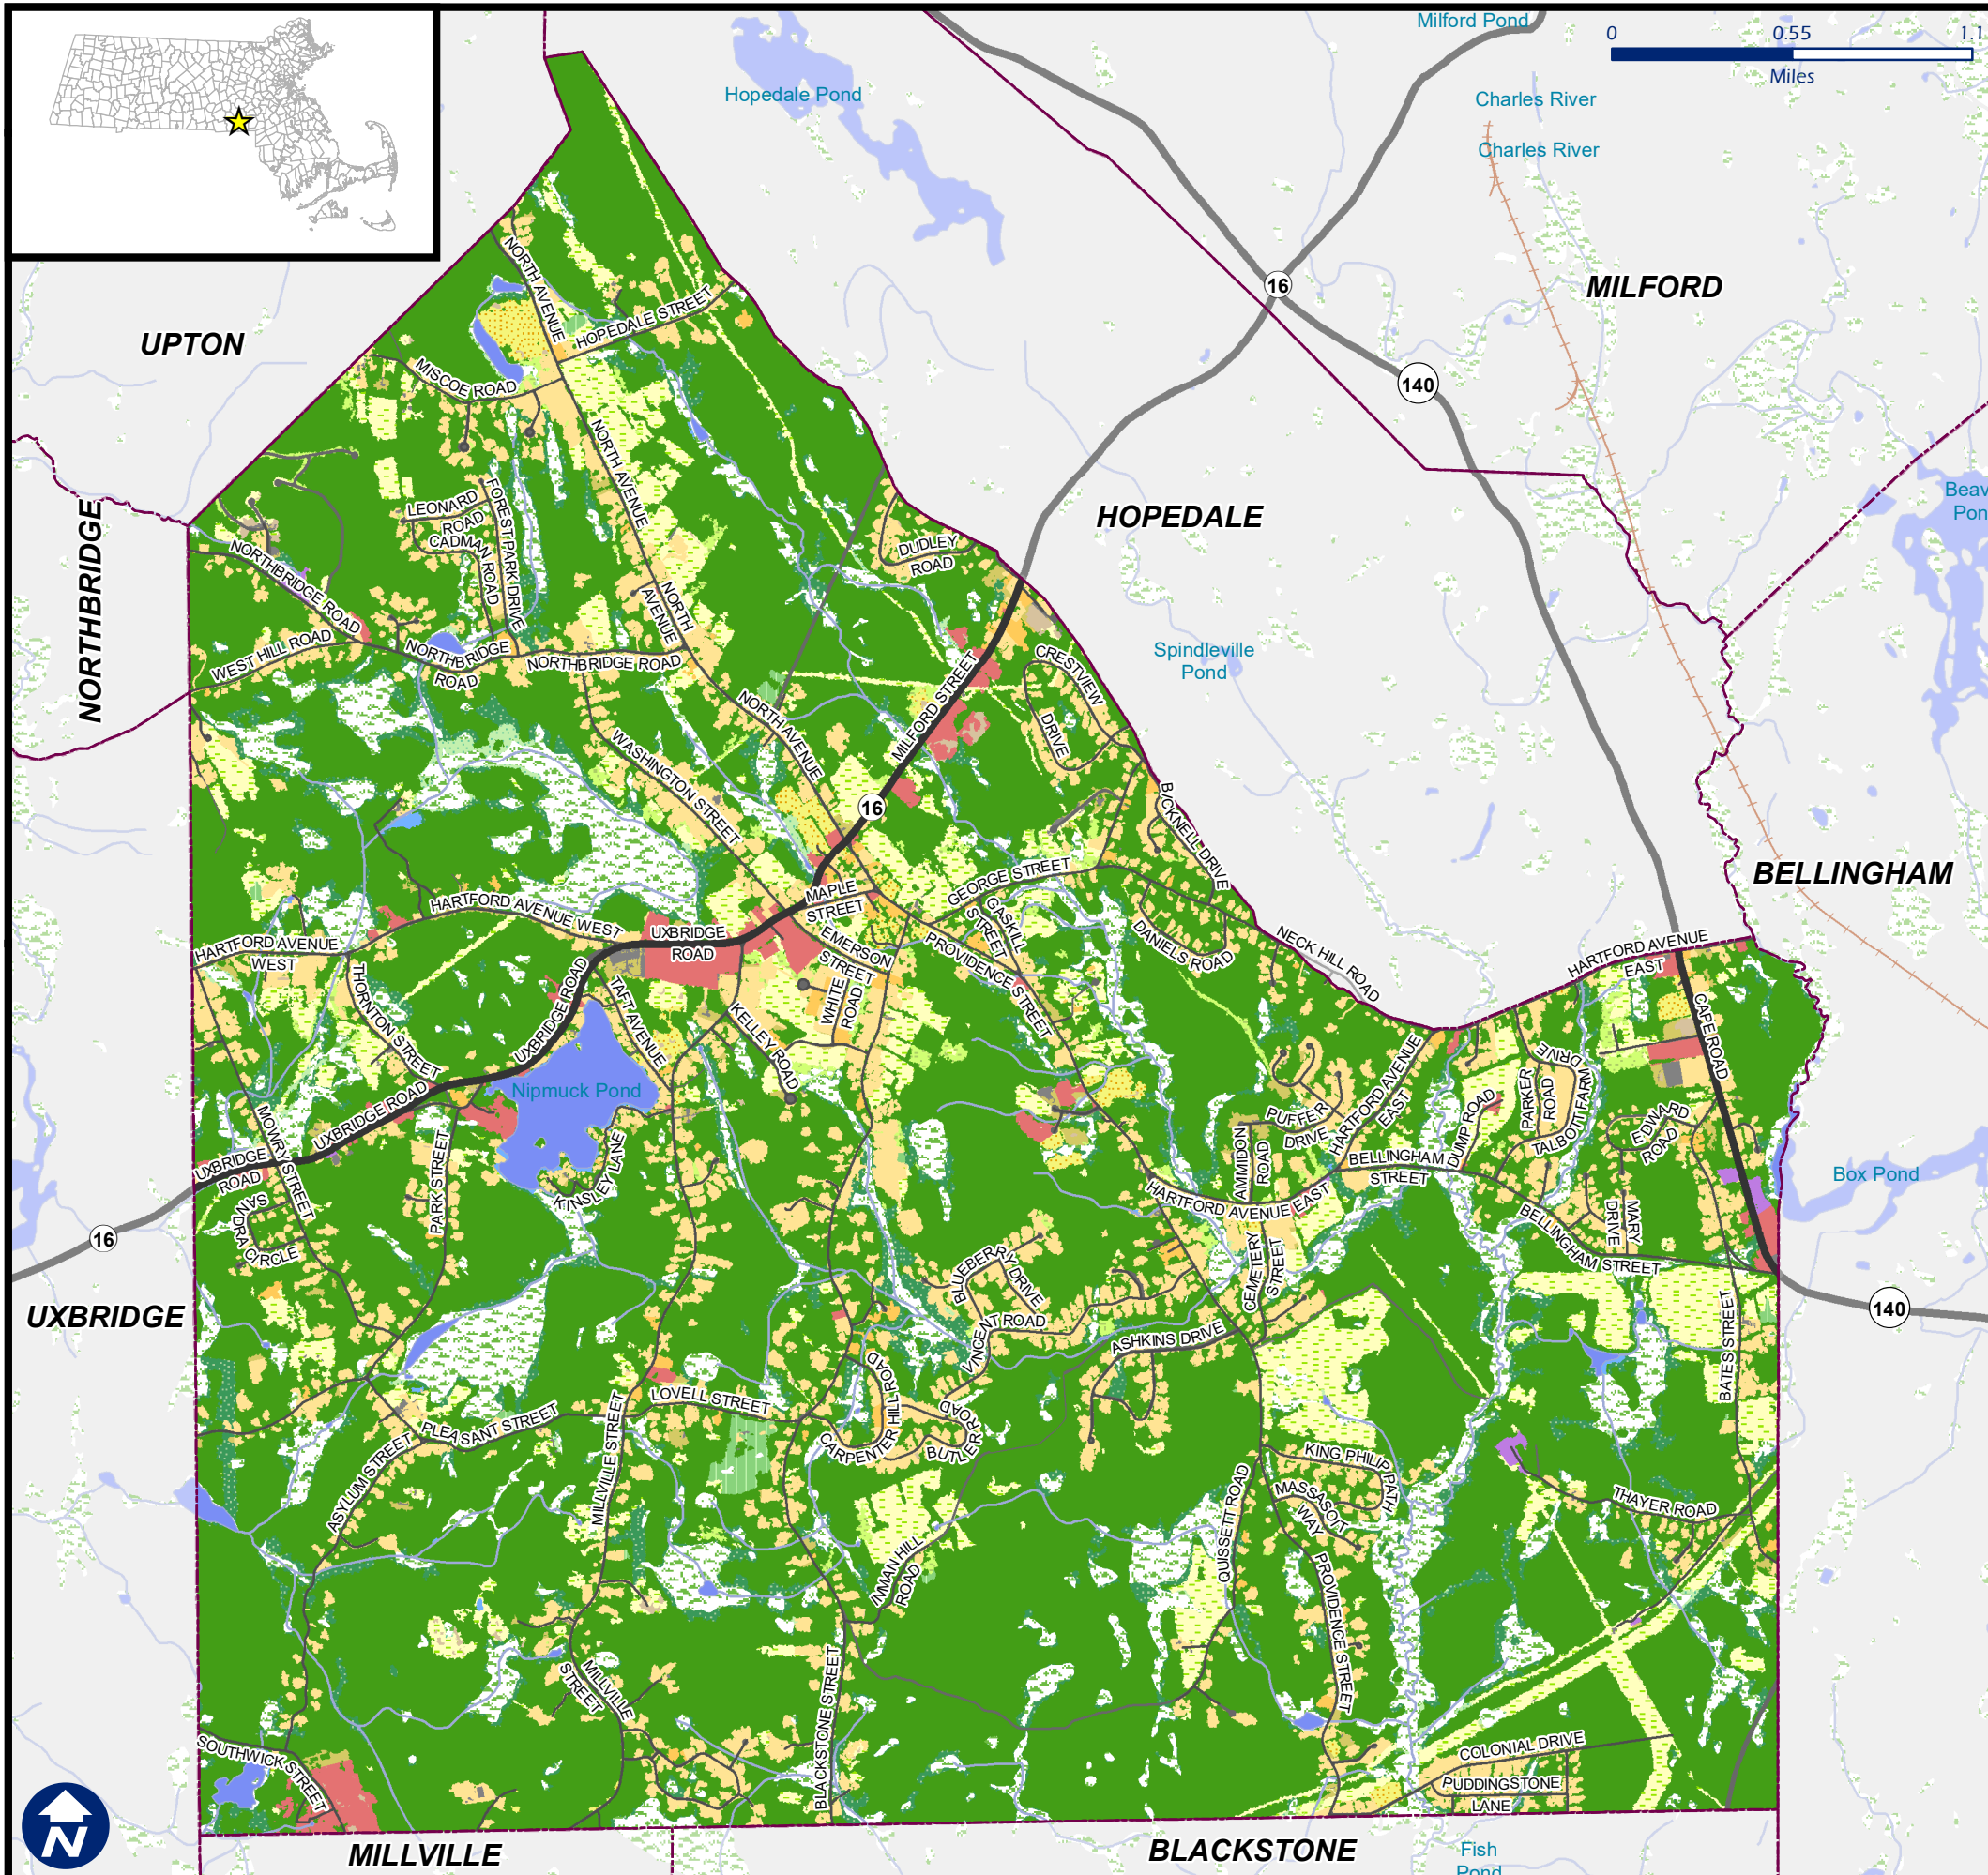 Milford Pond
0 0.55 1.1
Miles
Hopedale Pond
Charles River
Charles River
16
MILFORD
UPTON
140
NORTH AVENUE
HOPEDALE STREET
MISCOE ROAD
NORTH AVENUE
HOPEDALE
NORTHBRIDGE
LEONARD
ROAD
CADMAN
ROAD
FOREST PARK DRIVE
DUDLEY
ROAD
NORTHBRIDGE ROAD
NORTH
AVENUE
WEST HILL ROAD
NORTHBRIDGE
ROAD
NORTHBRIDGE ROAD
Spindleville
Pond
CRESTVIEW
DRIVE
MILFORD STREET
NORTH AVENUE
WASHINGTON STREET
16
BICKNELL DRIVE
BELLINGHAM
MAPLE
STREET
GEORGE STREET
GASKILL
STREET
HARTFORD AVENUE WEST
UXBRIDGE
ROAD
EMERSON
STREET
PROVIDENCE STREET
DANIELS ROAD
NECK HILL ROAD
HARTFORD AVENUE
EAST
HARTFORD AVENUE
WEST
THORNTON STREET
UXBRIDGE ROAD
TAFT AVENUE
KELLEY ROAD
WHITE
ROAD
CAPE ROAD
Nipmuck Pond
UXBRIDGE ROAD
MOWRY STREET
PARK STREET
KINSLEY LANE
UXBRIDGE
ROAD
SANDRA CYRCLE
16
UXBRIDGE
PUFFER
DRIVE
HARTFORD AVENUE
EAST
AMMIDON
ROAD
DUMP ROAD
PARKER
ROAD
TALBOTT FARM
DRIVE
EDWARD
ROAD
BELLINGHAM
STREET
HARTFORD AVENUE EAST
Box Pond
MARY
DRIVE
BELLINGHAM STREET
CEMETERY
STREET
140
BLUEBERRY DRIVE
VINCENT ROAD
ASHKINS DRIVE
BATES STREET
LOVELL STREET
PLEASANT STREET
ASYLUM STREET
MILLVILLE STREET
CARPENTER HILL ROAD
BUTLER ROAD
KING PHILIP PATH
MASSASOIT
WAY
QUISSETT ROAD
THAYER ROAD
INMAN HILL
ROAD
PROVIDENCE STREET
MILLVILLE
STREET
BLACKSTONE STREET
SOUTHWICK STREET
COLONIAL DRIVE
PUDDINGSTONE
LANE
N
MILLVILLE
BLACKSTONE
Fish